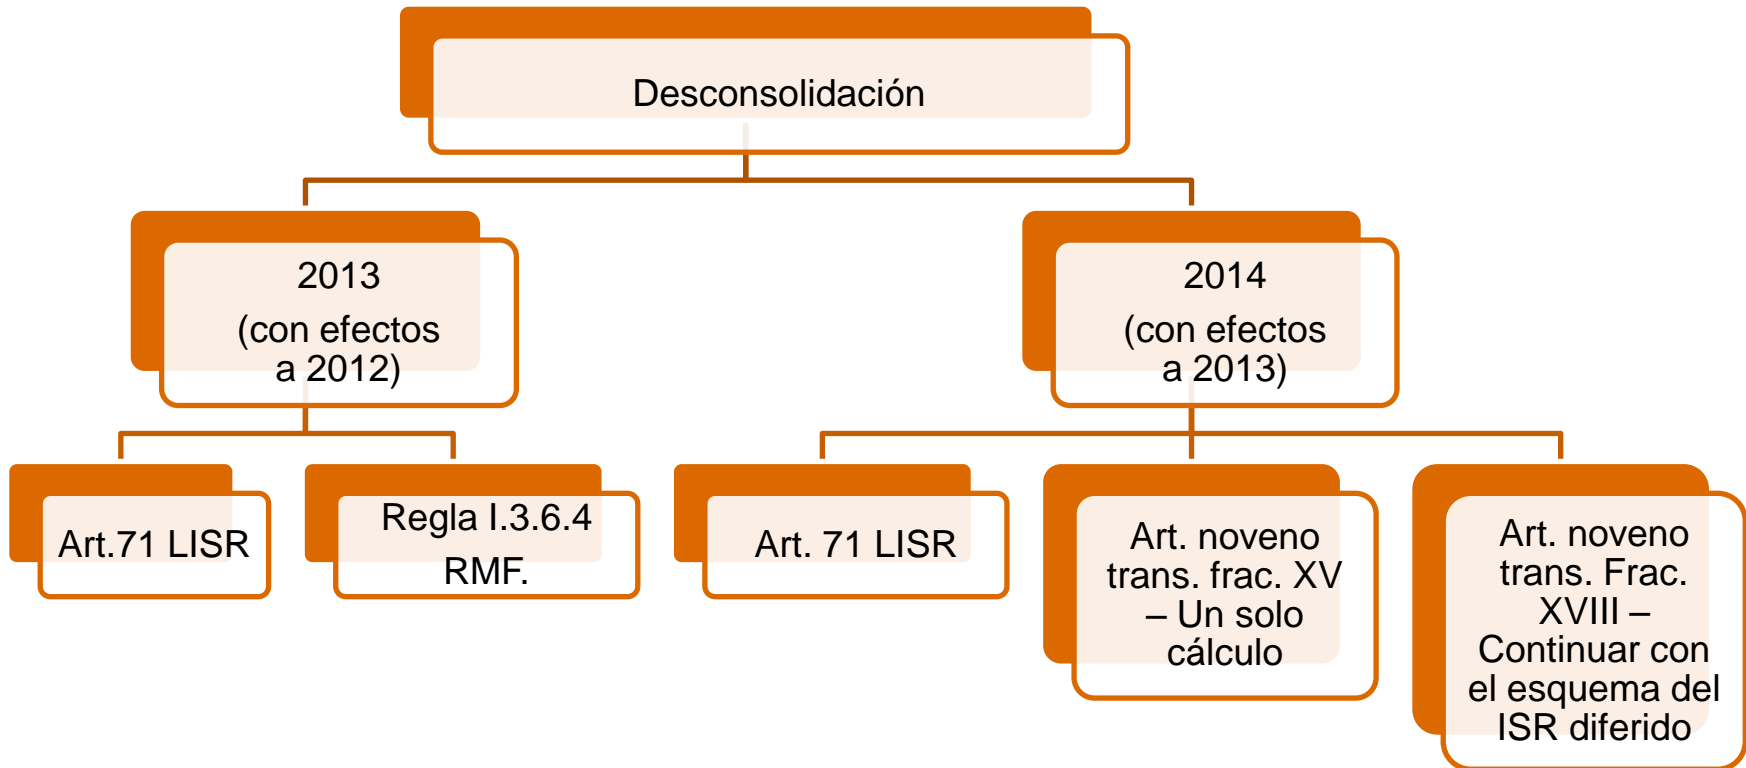 Desconsolidación
2013
(con efectos
a 2012)
2014
(con efectos
a 2013)
Art.71 LISR
Regla I.3.6.4
RMF.
Art. 71 LISR
Art. noveno
trans. frac. XV
– Un solo
cálculo
Art. noveno
trans. Frac.
XVIII –
Continuar con
el esquema del
ISR diferido